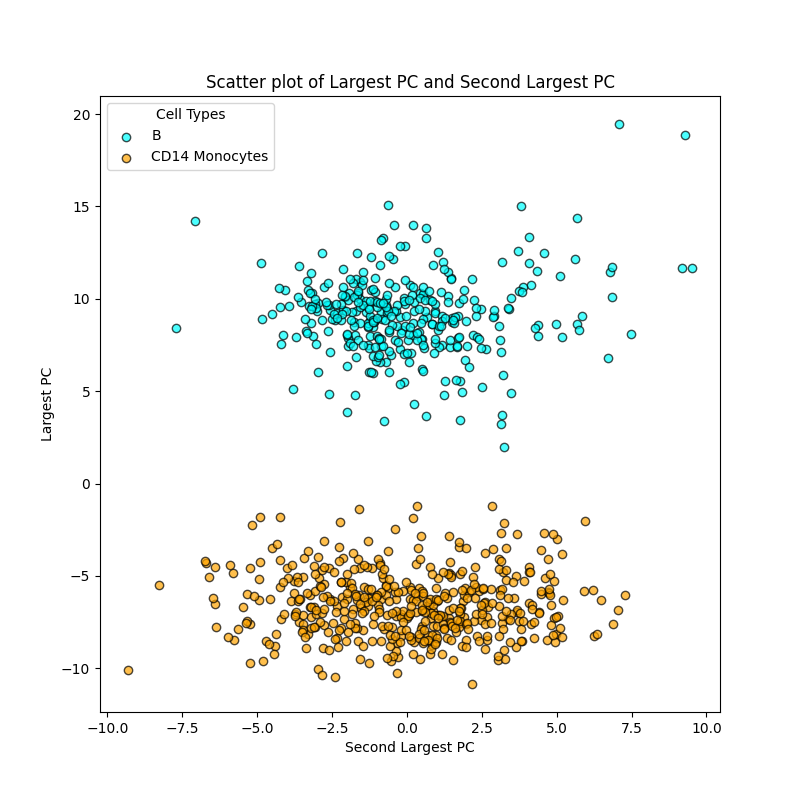 Scatter plot of Largest PC and Second Largest PC
Cell Types
B
CD14 Monocytes
Largest PC
20
15
10
5
0
−5
−10
−10.0 −7.5 −5.0 −2.5 0.0 2.5 5.0 7.5 10.0
Second Largest PC